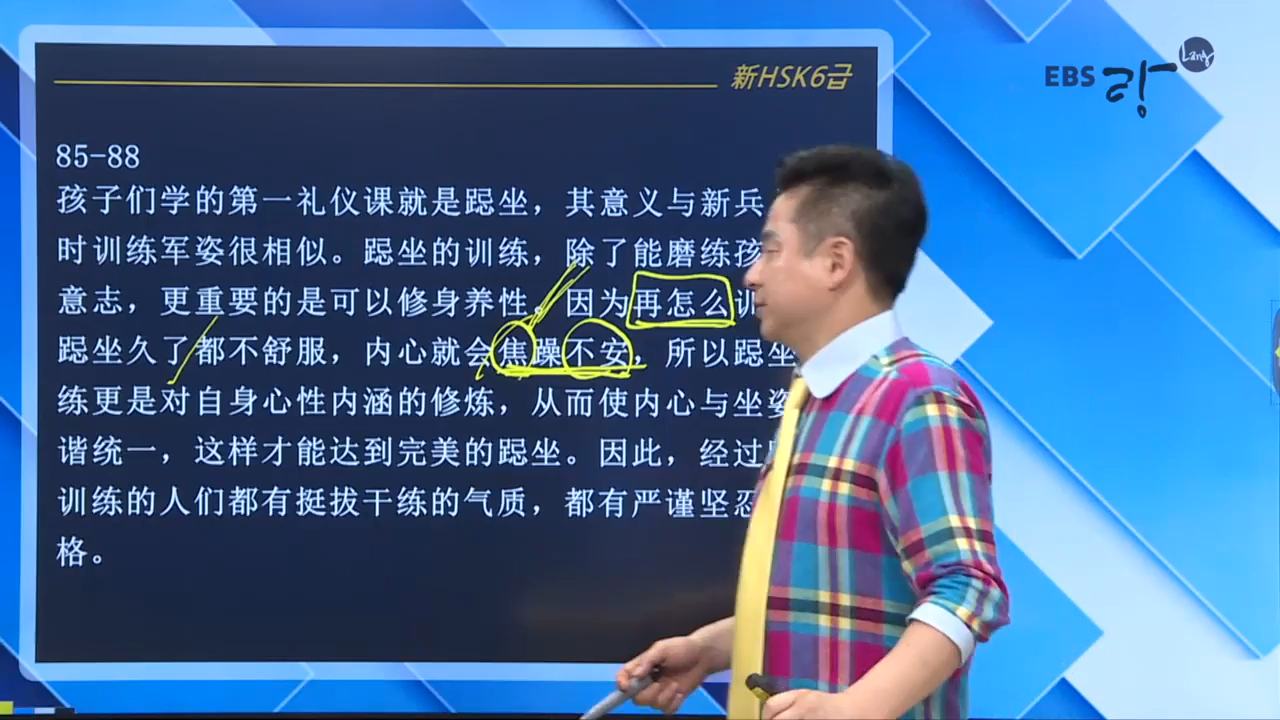 新HSK6급
EBS 랑
Lang
85-88
孩子们学的第一礼仪课就是跽坐，其意义与新兵
时训练军姿很相似。跽坐的训练，除了能磨练孩
意志，更重要的是可以修身养性。因为再怎么训
跽坐久了都不舒服，内心就会焦躁不安，所以跽坐
练更是对自身心性内涵的修炼，从而使内心与坐姿
谐统一，这样才能达到完美的跽坐。因此，经过
训练的人们都有挺拔干练的气质，都有严谨坚忍
格。